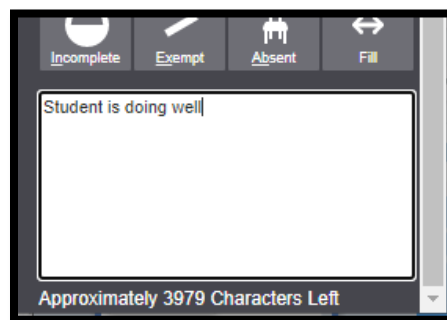 Incomplete Exempt Absent Fill
Student is doing well
Approximately 3979 Characters Left